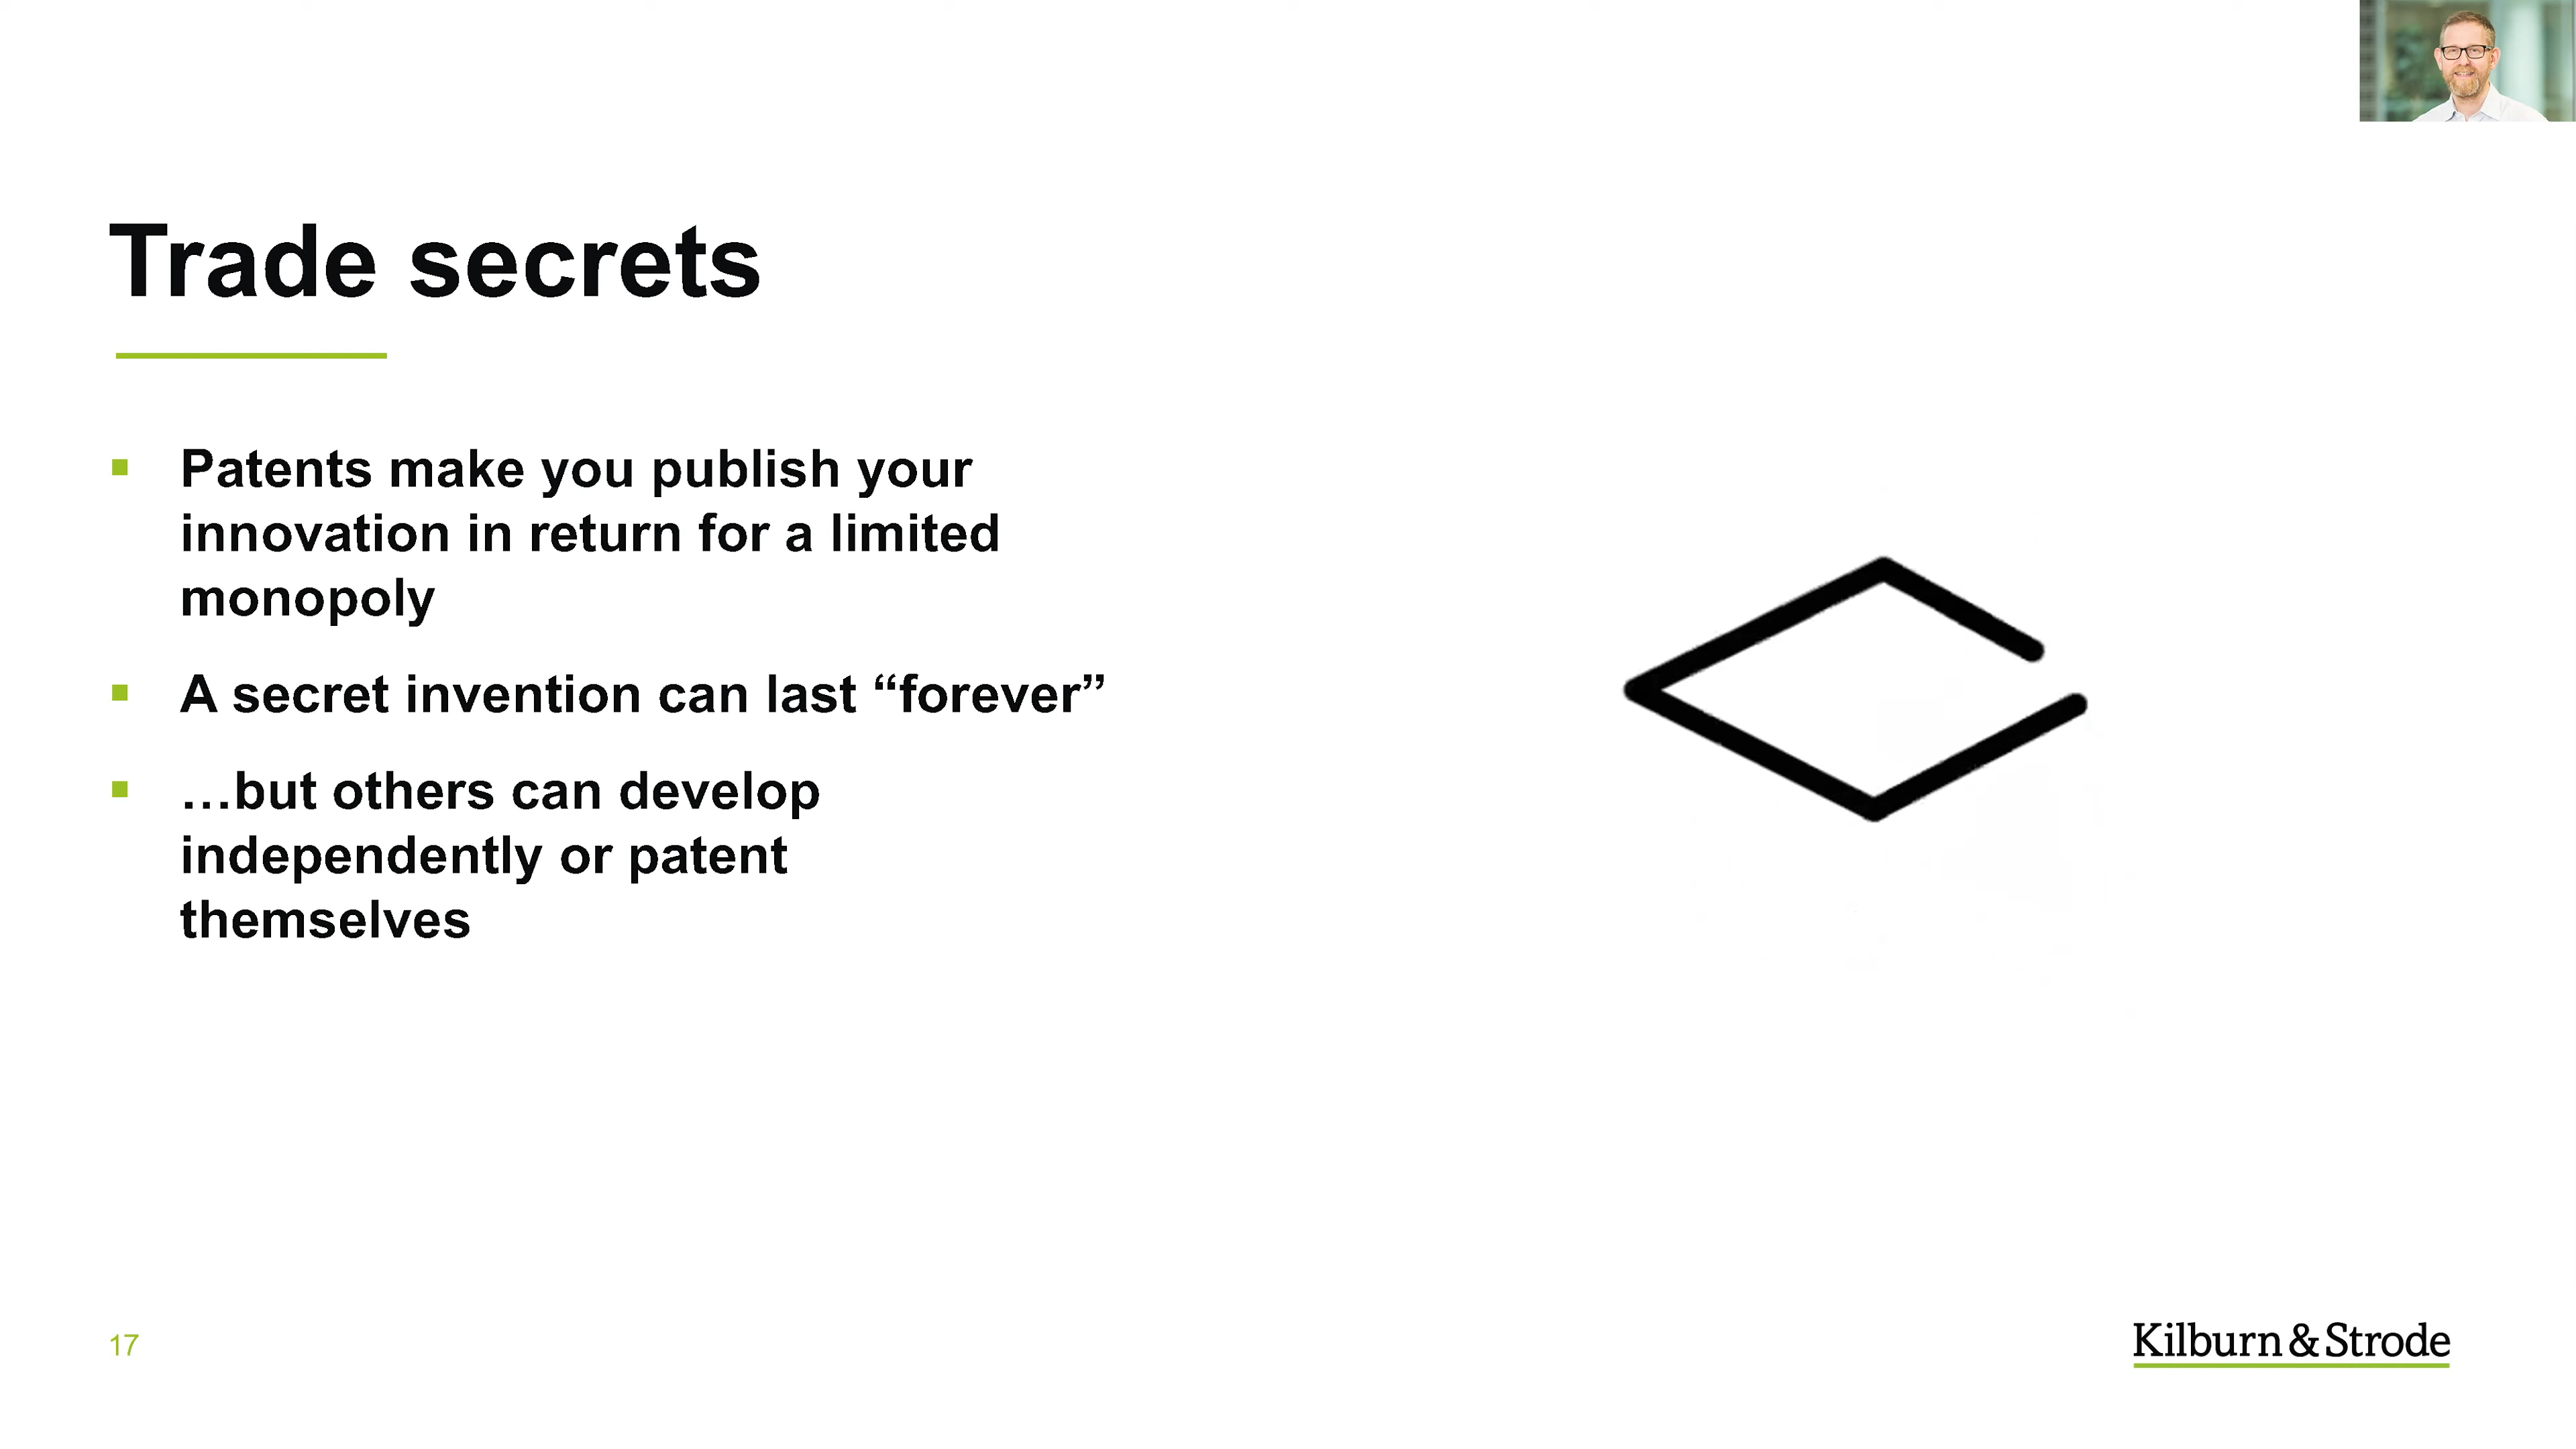 Trade secrets
Patents make you publish your
innovation in return for a limited
monopoly
A secret invention can last “forever”
…but others can develop
independently or patent
themselves
17
Kilburn & Strode